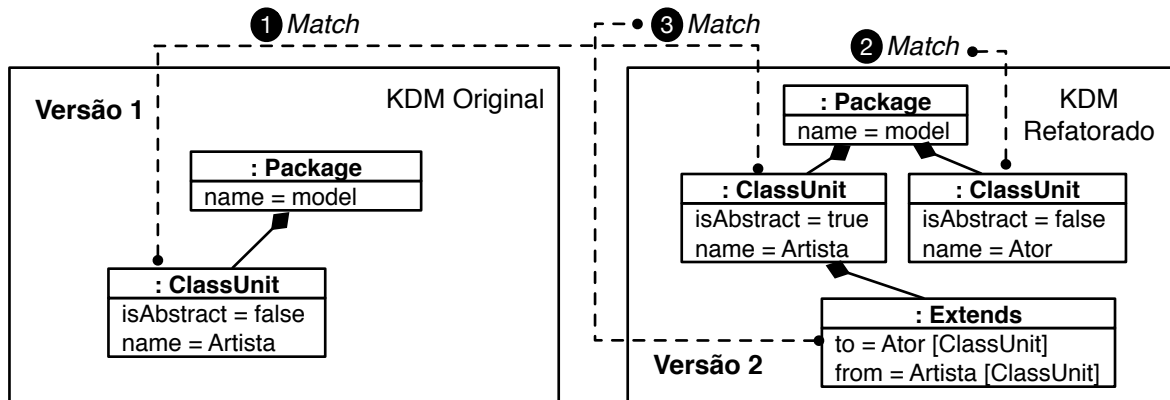 1 Match
3 Match
2 Match
Versão 1
KDM Original
: Package
name = model
: ClassUnit
isAbstract = false
name = Artista
KDM
Refatorado
: Package
name = model
: ClassUnit
isAbstract = true
name = Artista
: ClassUnit
isAbstract = false
name = Ator
: Extends
to = Ator [ClassUnit]
from = Artista [ClassUnit]
Versão 2